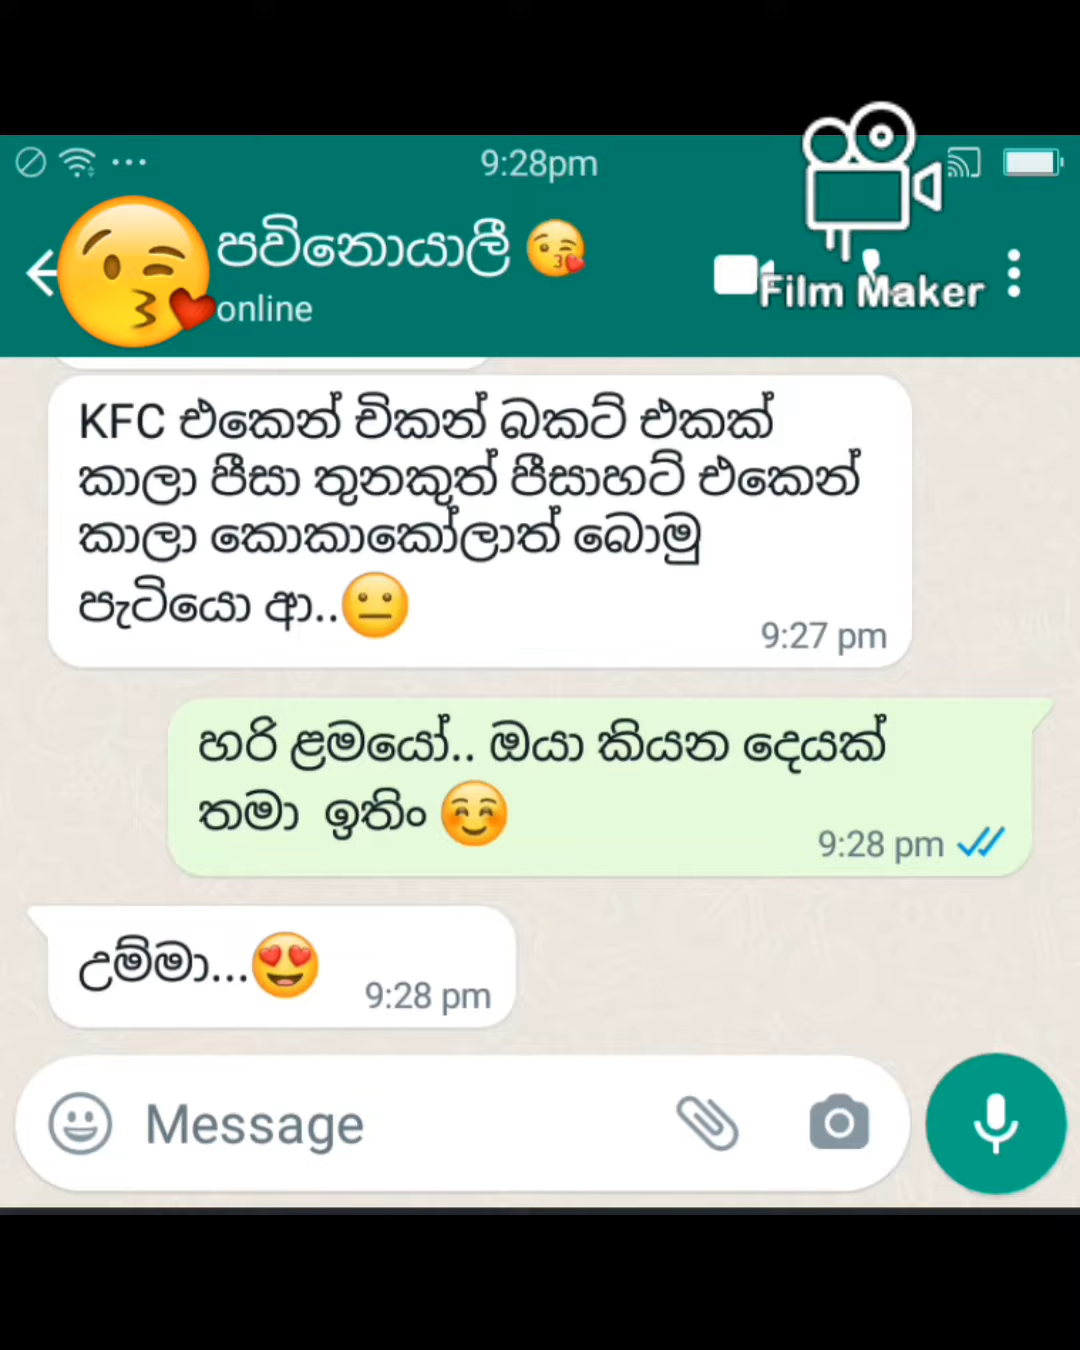 9:28pm
Film Maker
පවිනොයාලී 😘
online
KFC එකෙන් චිකන් බකට් එකක්
කාලා පීසා තුනකුත් පීසාහට් එකෙන්
කාලා කොකාකෝලාත් බොමු
පැටියො ආ..😐
9:27 pm
හරි ළමයෝ.. ඔයා කියන දෙයක්
තමා ඉතිං ☺️
9:28 pm
උම්මා...😍
9:28 pm
Message